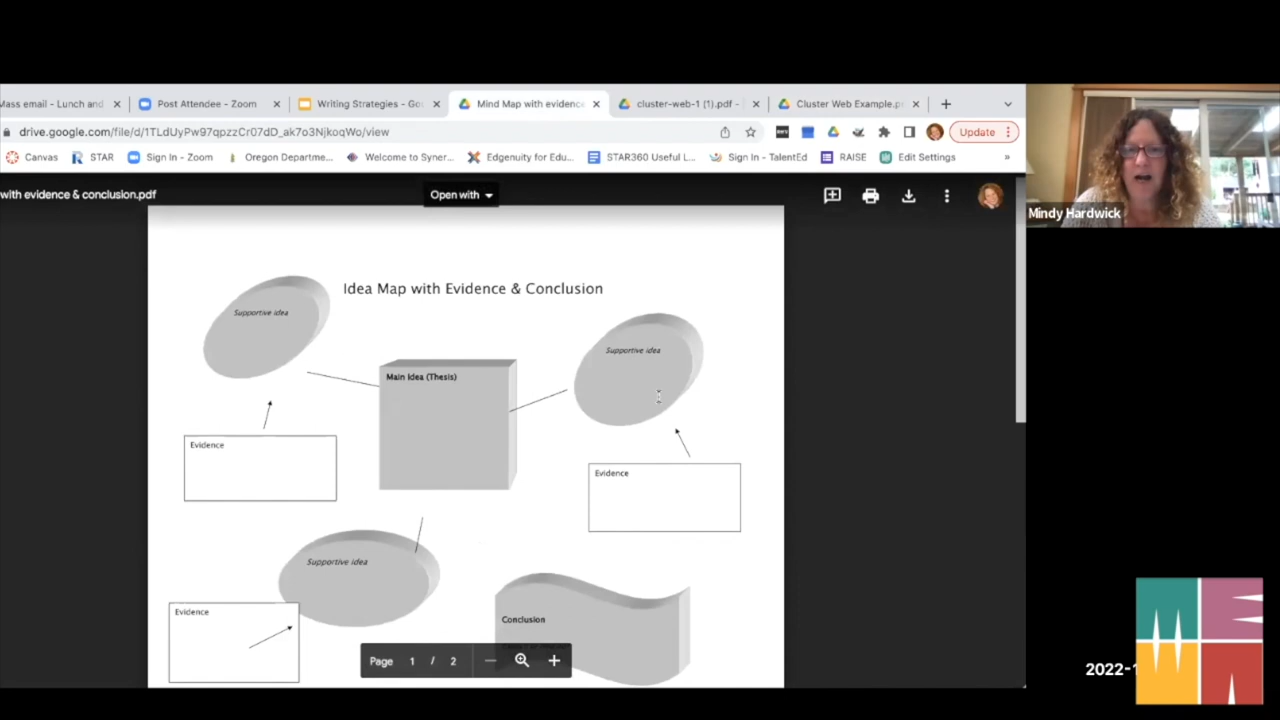 Mass email - Lunch and
Post Attendee - Zoom
Writing Strategies - Goo
Mind Map with evidence
cluster-web-1 (1).pdf -
Cluster Web Example.p
drive.google.com/file/d/1TLdUyPw97qpzzCr07dD_ak7o3NjkoqWo/view
Update
Canvas
STAR
Sign In - Zoom
Oregon Departme...
Welcome to Syner...
Edgenuity for Edu...
STAR360 Useful L...
Sign In - TalentEd
RAISE
Edit Settings
»
with evidence & conclusion.pdf
Open with
Mindy Hardwick
Idea Map with Evidence & Conclusion
Supportive idea
Supportive idea
Main Idea (Thesis)
Evidence
Evidence
Supportive idea
Evidence
Conclusion
Page 1 / 2
2022-1